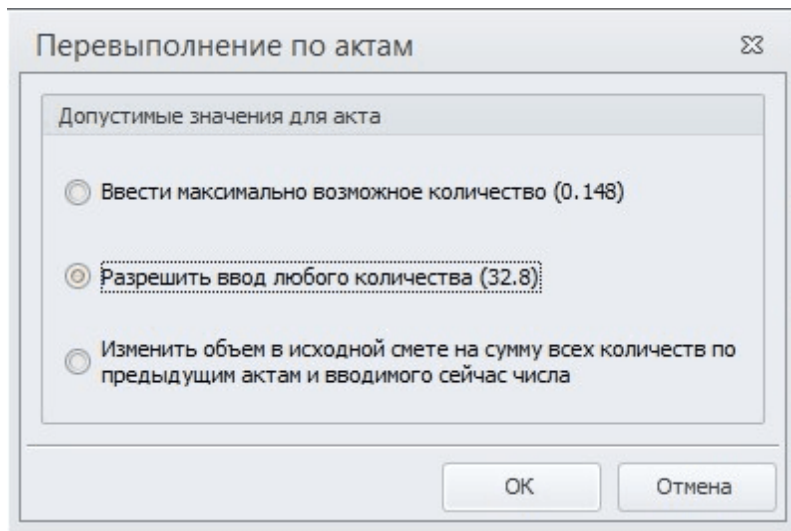 Перевыполнение по актам
Допустимые значения для акта
Ввести максимально возможное количество (0.148)
Разрешить ввод любого количества (32.8)
Изменить объем в исходной смете на сумму всех количеств по
предыдущим актам и вводимого сейчас числа
ОК
Отмена